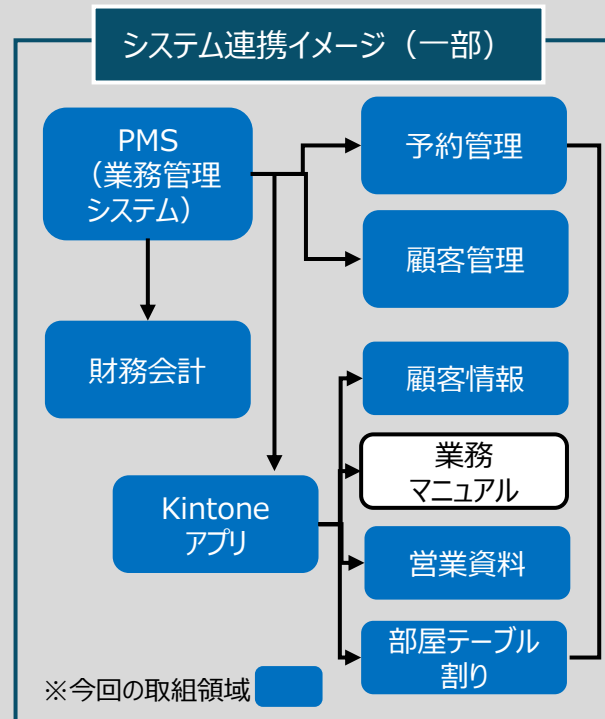 システム連携イメージ（一部）
PMS
（業務管理
システム）
予約管理
顧客管理
財務会計
顧客情報
業務
マニュアル
Kintone
アプリ
営業資料
部屋テーブル
割り
※今回の取組領域